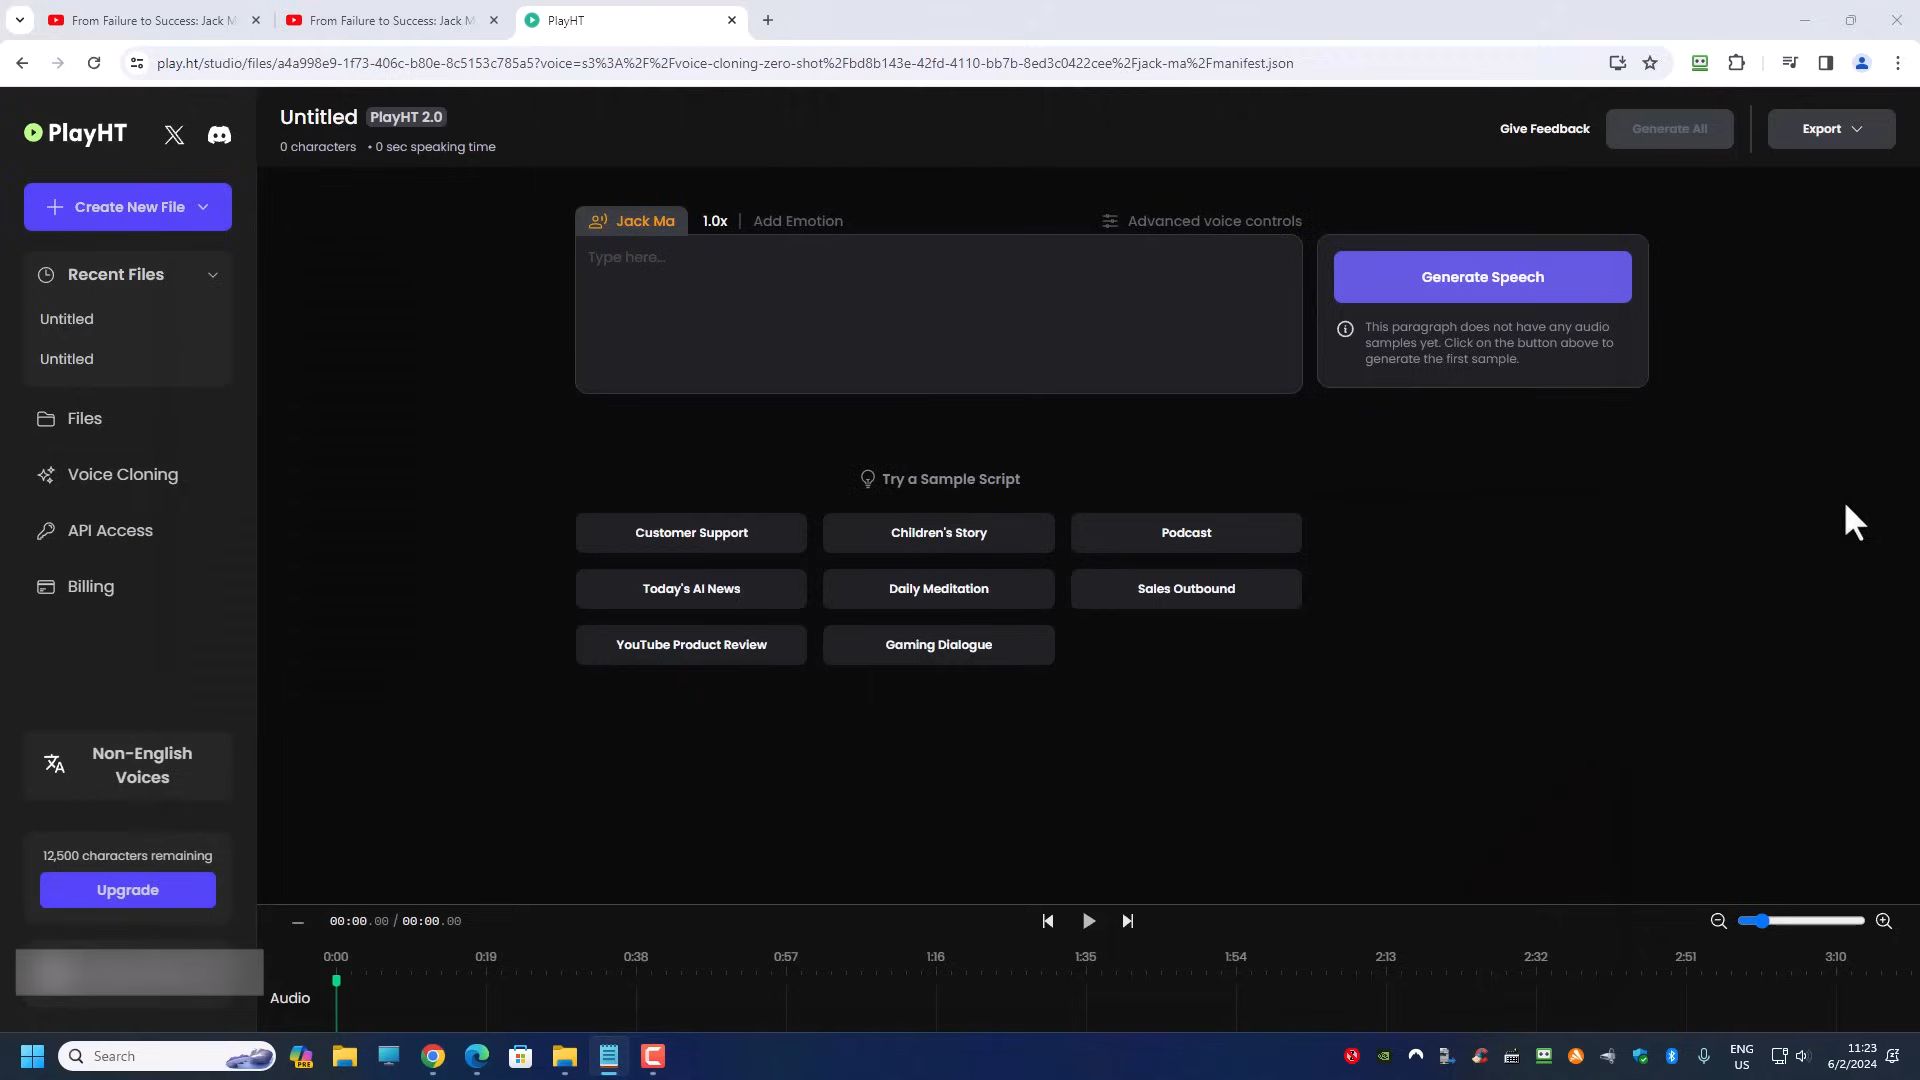 From Failure to Success: Jack M
From Failure to Success: Jack M
PlayHT
play.ht/studio/files/a4a998e9-1f73-406c-b80e-8c5153c785a5?voice=s3%3A%2F%2Fvoice-cloning-zero-shot%2Fbd8b143e-42fd-4110-bb7b-8ed3c0422cee%2Fjack-ma%2Fmanifest.json
PlayHT
Untitled PlayHT 2.0
0 characters • 0 sec speaking time
Give Feedback
Generate All
Export
Create New File
Recent Files
Untitled
Untitled
Files
Voice Cloning
API Access
Billing
Non-English
Voices
12,500 characters remaining
Upgrade
Jack Ma 1.0x | Add Emotion
Advanced voice controls
Type here...
Generate Speech
This paragraph does not have any audio
samples yet. Click on the button above to
generate the first sample.
Try a Sample Script
Customer Support
Children's Story
Podcast
Today's AI News
Daily Meditation
Sales Outbound
YouTube Product Review
Gaming Dialogue
00:00.00 / 00:00.00
0:00 0:19 0:38 0:57 1:16 1:35 1:54 2:13 2:32 2:51 3:10
Audio
Search
PRE
ENG
US
11:23
6/2/2024